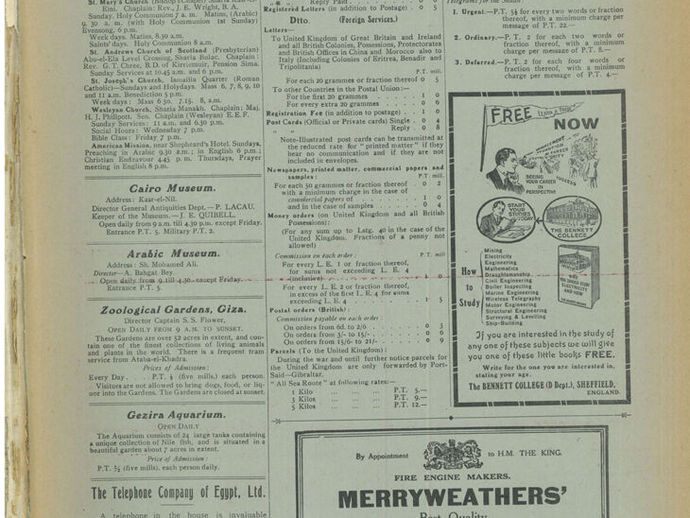 St. Mary's Church
Chaplain: Rev. J. E. Wright, B. A.
Sunday. Holy Communion 7 a. m. Matins, (Arabic)
9.30 a. m. (with Holy Communion 1st Sunday)
Evensong, 6 p.m.
Week days. Matins, 8.30 a.m.
Saints' days. Holy Communion 8 a.m.
St. Andrews Church of Scotland (Presbyterian)
Abu-el-Ela Level Crossing, Sharia Bulac. Chaplain:
Rev. G. T. Chree, B.D. of Kirremuir, Pension Sima.
Sunday Services at 10.45 a.m. and 6 p.m.
St. Joseph's Church, Ismailia Quarter (Roman
Catholic)—Sundays and Holydays. Mass 6, 7, 8, 9, 10
and 11 a.m. Benediction 5 p.m.
Week days: Mass 6.30. 7.15. 8, a.m.
Wesleyan Church, Sharia Manakh. Chaplain: Maj.
H. I. Philpott. Sen. Chaplain (Wesleyan) E.E.F.
Sunday Services: 11 a.m. and 6.30 p.m.
Social Hours: Wednesday 7 p.m.
Bible Class: Friday, 7 p.m.
American Mission, near Shepheard's Hotel. Sundays.
Preaching in Arabic 9.30 a.m.; in English 6 p.m.;
Christian Endeavour 4.45 p.m. Thursdays, Prayer
meeting in English 8 p.m.
Cairo Museum.
Address: Kasr-el-Nil.
Director General Antiquities Dept. — P. LACAU.
Keeper of the Museum.—J. E. QUIBELL.
Open daily from 9 a.m. till 4.30 p.m. except Friday.
Entrance P.T. 5. Military P.T. 2.
Arabic Museum.
Address: Sh. Mohamed Ali.
Director— A. Bahgat Bey.
Open daily from 9 till 4.30. except Friday.
Entrance P.T. 5.
Zoological Gardens, Giza.
Director Captain S. S. Flower,
OPEN DAILY FROM 9 A.M. TO SUNSET.
These Gardens are over 52 acres in extent, and contain
one of the finest collections of living animals
and plants in the world. There is a frequent tram
service from Ataba-el-Khadra.
Prices of Admission:
Every Day. .. P.T. ½ (five mills.) each person.
Visitors are not allowed to bring dogs, food, or liquor
into the Gardens. The Gardens are closed at sunset.
Gezira Aquarium.
OPEN DAILY
The Aquarium consists of 24 large tanks containing
a unique collection of Nile fish, and is situated in a
beautiful garden about 7 acres in extent.
Price of Admission:
P.T. ½ (five mills). each person daily.
The Telephone Company of Egypt, Ltd.
A telephone in the house is invaluable
" " Reply Paid
Registered Letters (in addition to Postage) 0 5
Dtto. (Foreign Services.)
Letters—
To United Kingdom of Great Britain and Ireland
and all British Colonies, Possessions, Protectorates
and British Offices in China and Morocco also to
Italy (Including Colonies of Eritrea, Benadir and
Tripolitania) P.T. mill
For each 20 grammes or fraction thereof 0 5
To other Countries in the Postal Union:—
For the first 20 grammes 1 0
For every extra 20 grammes 0 6
Registration Fee (in addition to postage) 1 0
Post Cards (Official or Private cards) Single 0 4
" " Reply 0 8
Note-Illustrated post cards can be transmitted at
the reduced rate for "printed matter" if they
bear no communication and if they are not
included in envelopes.
Newspapers, printed matter, commercial papers and
samples: P.T. mill
For each 50 grammes or fraction thereof 0 2
with a minimum charge in the case of
commercial papers of 1 0
and in the case of samples 0 4
Money orders (on United Kingdom and all British
Possessions):
(For any sum up to Lstg. 40 in the case of the
United Kingdom. Fractions of a penny not
allowed)
Commission on each order: P.T. mill
For every L. E. 1 or fraction thereof,
for sums not exceeding L. E. 4
(inclusive) 0
For every L. E. 2 or fraction thereof,
in excess of the first L.E. 4 for sums
exceeding L.E. 4 1 5
Postal orders (British):
Commission payable on each order:
On orders from 6d. to 2/6 0 3
On orders from 3/- to 15/- 0 6
On orders from 15/6 to 21/- 0 9
Parcels (To the United Kingdom):
During the war and until further notice parcels for
the United Kingdom are only forwarded by Port-
Said—Gibraltar.
"All Sea Route" at following rates:—
1 Kilo P.T. 5.—
3 Kilos P.T. 9.—
5 Kilos P.T. 12.—
1. Urgent.—P.T. 5½ for every two words or fraction
thereof, with a minimum charge
per message of P.T. 22.—
2. Ordinary.— P. T. 2 for each two words or
fraction thereof, with a minimum
charge per message of P.T. 8.—
3. Deferred.— P. T. 2 for each four words or
fraction thereof, with a minimum
charge per message of P.T. 4.—
FREE
NOW
SEEING
YOUR CAREER
IN
PERSPECTIVE
START
YOUR
STUDIES
TODAY
THE BENNETT
COLLEGE
How
to
Study
Mining
Electricity
Engineering
Mathematics
Draughtsmanship
Civil Engineering
Boiler Inspecting
Marine Engineering
Wireless Telegraphy
Motor Engineering
Structural Engineering
Surveying & Levelling
Ship-Building
If you are interested in the study of
any one of these subjects we will give
you one of these little books FREE.
Write for the one you are interested in,
stating your age.
The BENNETT COLLEGE (D Dept.), SHEFFIELD,
ENGLAND.
By Appointment to H.M. THE KING.
FIRE ENGINE MAKERS.
MERRYWEATHERS'
Best Quality